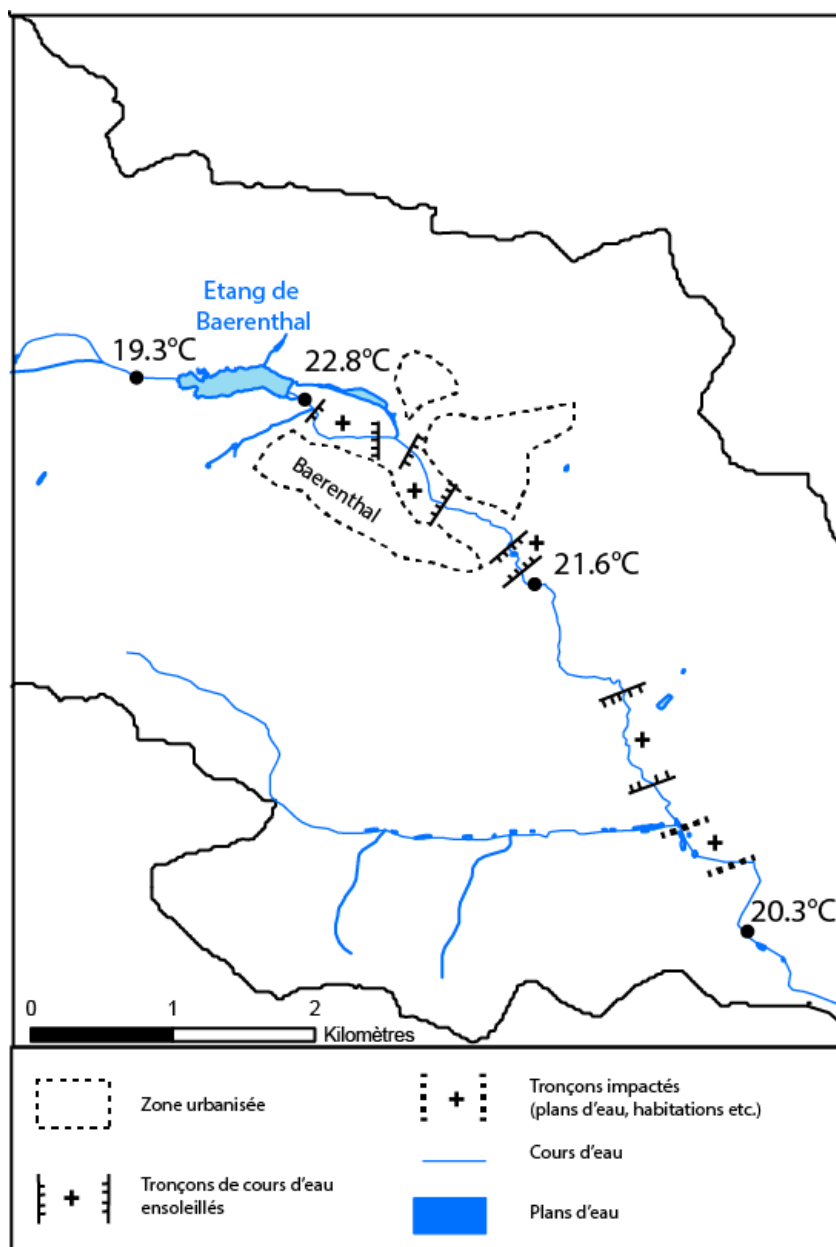 Etang de
Baerenthal
19.3°C
22.8°C
Baerenthal
21.6°C
20.3°C
0 1 2
Kilomètres
Zone urbanisée
Tronçons impactés
(plans d'eau, habitations etc.)
Cours d'eau
Tronçons de cours d'eau
ensoleillés
Plans d'eau